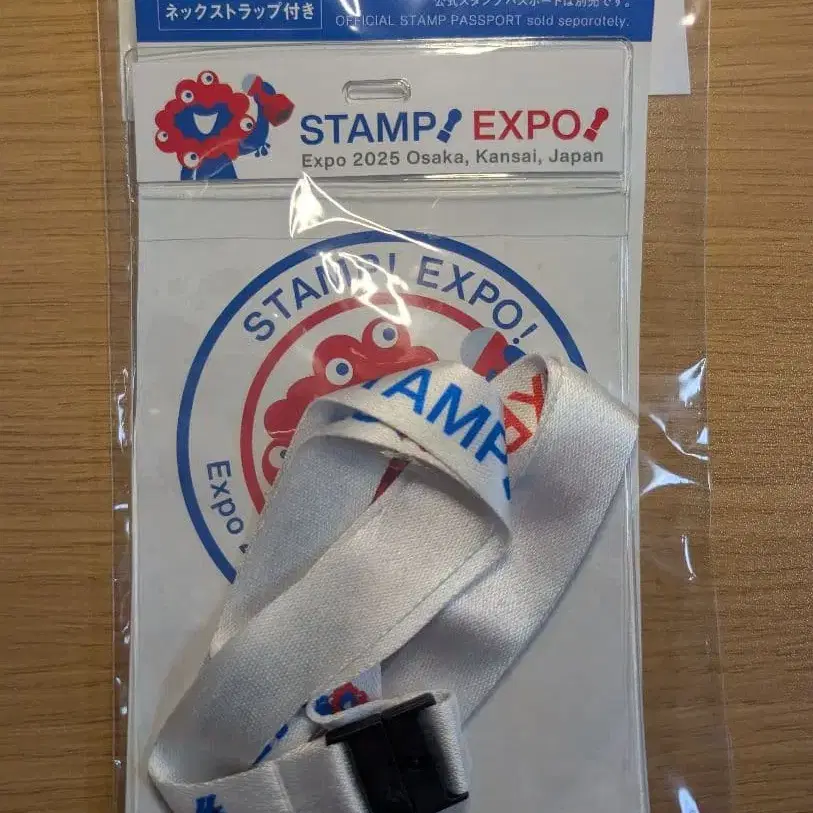 ネックストラップ付き
公式スタンプパスポートは別売です。
OFFICIAL STAMP PASSPORT sold separately.
STAMP! EXPO!
Expo 2025 Osaka, Kansai, Japan
STAMP! EXPO!
Expo
STAMP